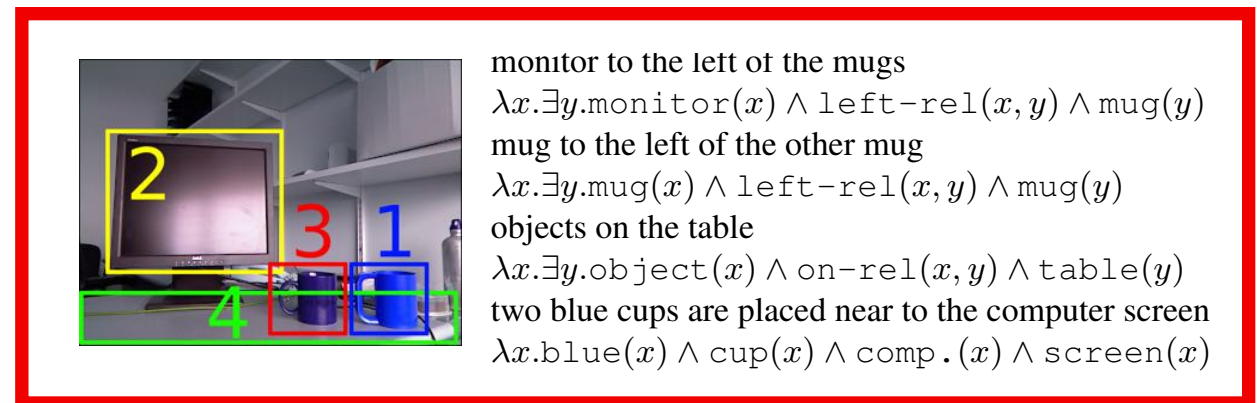 2
3
1
4
monitor to the left of the mugs
λx.∃y.monitor(x) ∧ left-rel(x, y) ∧ mug(y)
mug to the left of the other mug
λx.∃y.mug(x) ∧ left-rel(x, y) ∧ mug(y)
objects on the table
λx.∃y.object(x) ∧ on-rel(x, y) ∧ table(y)
two blue cups are placed near to the computer screen
λx.blue(x) ∧ cup(x) ∧ comp.(x) ∧ screen(x)